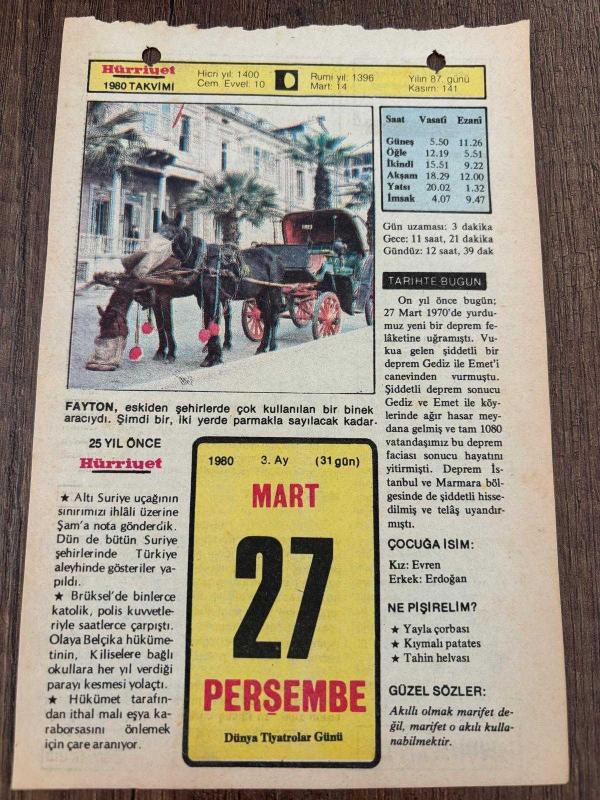 Hürriyet
1980 TAKVİMİ
Hicri yıl: 1400
Cem. Evvel: 10
Rumi yıl: 1396
Mart: 14
Yılın 87. günü
Kasım: 141
Saat Vasatî Ezanî
Güneş 5.50 11.26
Öğle 12.19 5.51
İkindi 15.51 9.22
Akşam 18.29 12.00
Yatsı 20.02 1.32
İmsak 4.07 9.47
Gün uzaması: 3 dakika
Gece: 11 saat, 21 dakika
Gündüz: 12 saat, 39 dak
TARİHTE BUGÜN
On yıl önce bugün;
27 Mart 1970'de yurdu-
muz yeni bir deprem fe-
lâketine uğramıştı. Vu-
kua gelen şiddetli bir
deprem Gediz ile Emet'i
canevinden vurmuştu.
Şiddetli deprem sonucu
Gediz ve Emet ile köy-
lerinde ağır hasar mey-
dana gelmiş ve tam 1080
vatandaşımız bu deprem
faciası sonucu hayatını
yitirmişti. Deprem İs-
tanbul ve Marmara böl-
gesinde de şiddetli hisse-
dilmiş ve telâş uyandır-
mıştı.
FAYTON, eskiden şehirlerde çok kullanılan bir binek
aracıydı. Şimdi bir, iki yerde parmakla sayılacak kadar.
25 YIL ÖNCE
Hürriyet
★ Altı Suriye uçağının
sınırımızı ihlâli üzerine
Şam'a nota gönderdik.
Dün de bütün Suriye
şehirlerinde Türkiye
aleyhinde gösteriler ya-
pıldı.
★ Brüksel'de binlerce
katolik, polis kuvvetle-
riyle saatlerce çarpıştı.
Olaya Belçika hüküme-
tinin, Kiliselere bağlı
okullara her yıl verdiği
parayı kesmesi yolaçtı.
★ Hükümet tarafın-
dan ithal malı eşya ka-
raborsasını önlemek
için çare aranıyor.
1980 3. Ay (31 gün)
MART
27
PERŞEMBE
Dünya Tiyatrolar Günü
ÇOCUĞA İSİM:
Kız: Evren
Erkek: Erdoğan
NE PİŞİRELİM?
★ Yayla çorbası
★ Kıymalı patates
★ Tahin helvası
GÜZEL SÖZLER:
Akıllı olmak marifet de-
ğil, marifet o akılı kulla-
nabilmektir.